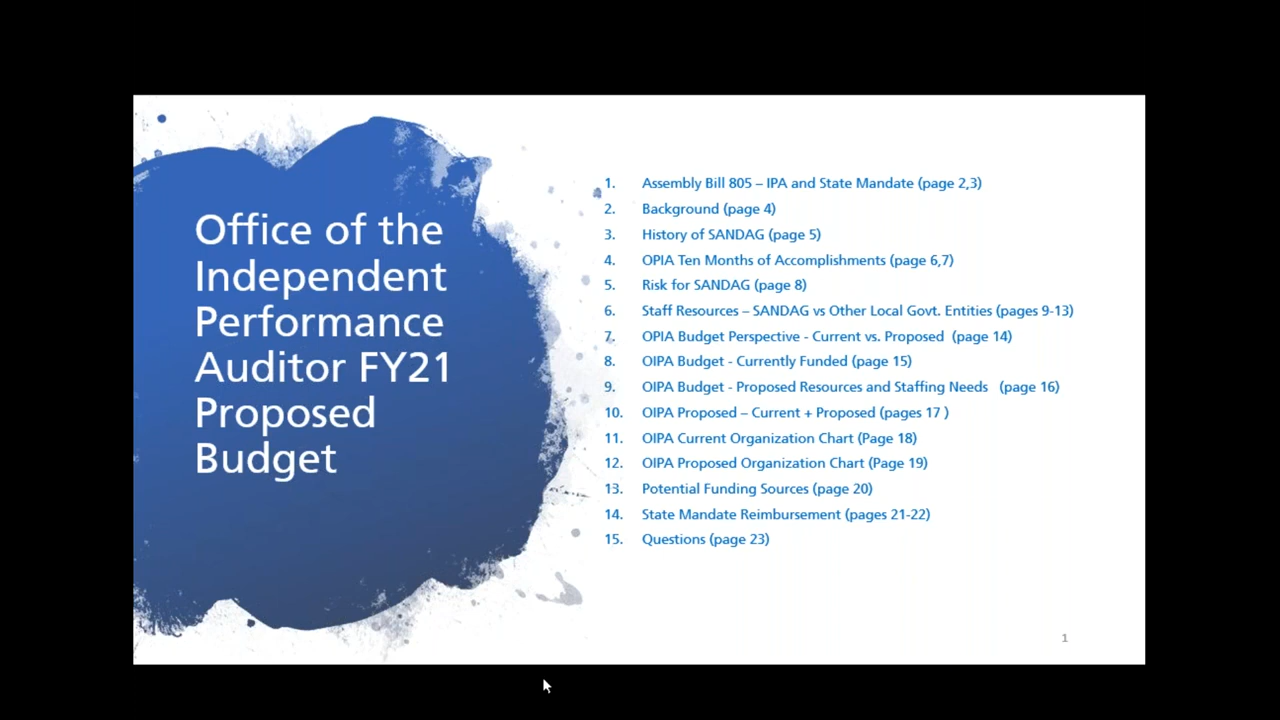 Office of the
Independent
Performance
Auditor FY21
Proposed
Budget
1. Assembly Bill 805 – IPA and State Mandate (page 2,3)
2. Background (page 4)
3. History of SANDAG (page 5)
4. OPIA Ten Months of Accomplishments (page 6,7)
5. Risk for SANDAG (page 8)
6. Staff Resources – SANDAG vs Other Local Govt. Entities (pages 9-13)
7. OPIA Budget Perspective - Current vs. Proposed (page 14)
8. OIPA Budget - Currently Funded (page 15)
9. OIPA Budget - Proposed Resources and Staffing Needs (page 16)
10. OIPA Proposed – Current + Proposed (pages 17 )
11. OIPA Current Organization Chart (Page 18)
12. OIPA Proposed Organization Chart (Page 19)
13. Potential Funding Sources (page 20)
14. State Mandate Reimbursement (pages 21-22)
15. Questions (page 23)
1